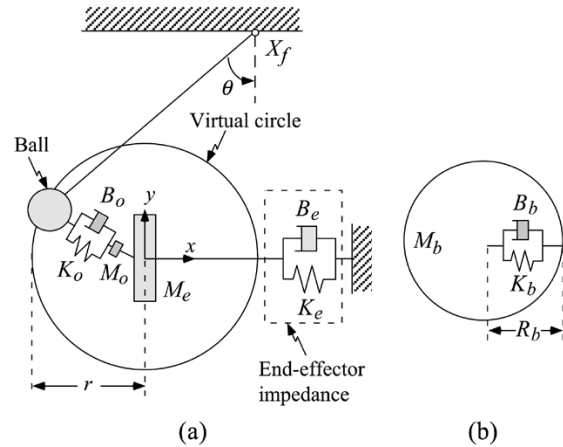 X_f
θ
Virtual circle
Ball
B_o
y
K_o
M_o
x
M_e
B_e
K_e
End-effector
impedance
r
(a)
M_b
B_b
K_b
R_b
(b)